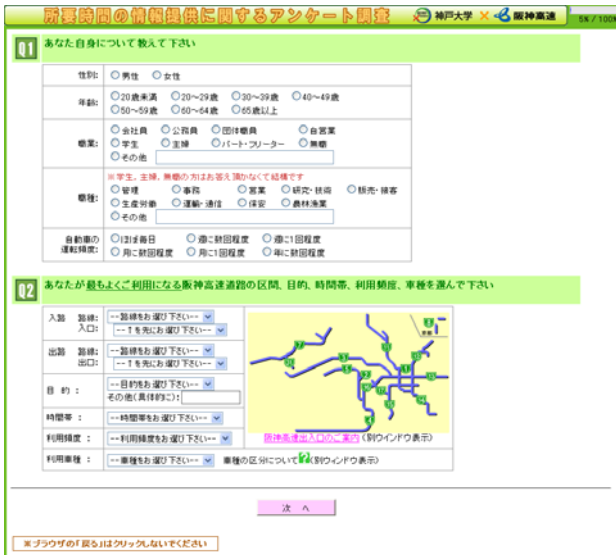 所要時間の情報提供に関するアンケート調査 神戸大学 × 阪神高速 5% / 100%
Q1 あなた自身について教えて下さい
性別: 男性 女性
年齢: 20歳未満 20〜29歳 30〜39歳 40〜49歳
50〜59歳 60〜64歳 65歳以上
職業: 会社員 公務員 団体職員 自営業
学生 主婦 パート・フリーター 無職
その他
※学生、主婦、無職の方はお答え頂かなくて結構です
職種: 管理 事務 営業 研究・技術 販売・接客
生産労働 運輸・通信 保安 農林漁業
その他
自動車の運転頻度: ほぼ毎日 週に数回程度 週に1回程度
月に数回程度 月に1回程度 年に数回程度
Q2 あなたが最もよくご利用になる阪神高速道路の区間、目的、時間帯、利用頻度、車種を選んで下さい
入路 路線: --路線をお選び下さい--
入口: --↑を先にお選び下さい--
出路 路線: --路線をお選び下さい--
出口: --↑を先にお選び下さい--
目的: --目的をお選び下さい--
その他(具体的に):
時間帯: --時間帯をお選び下さい--
利用頻度: --利用頻度をお選び下さい--
阪神高速出入口のご案内(別ウインドウ表示)
利用車種: --車種をお選び下さい-- 車種の区分について?(別ウィンドウ表示)
次へ
※ブラウザの「戻る」はクリックしないでください